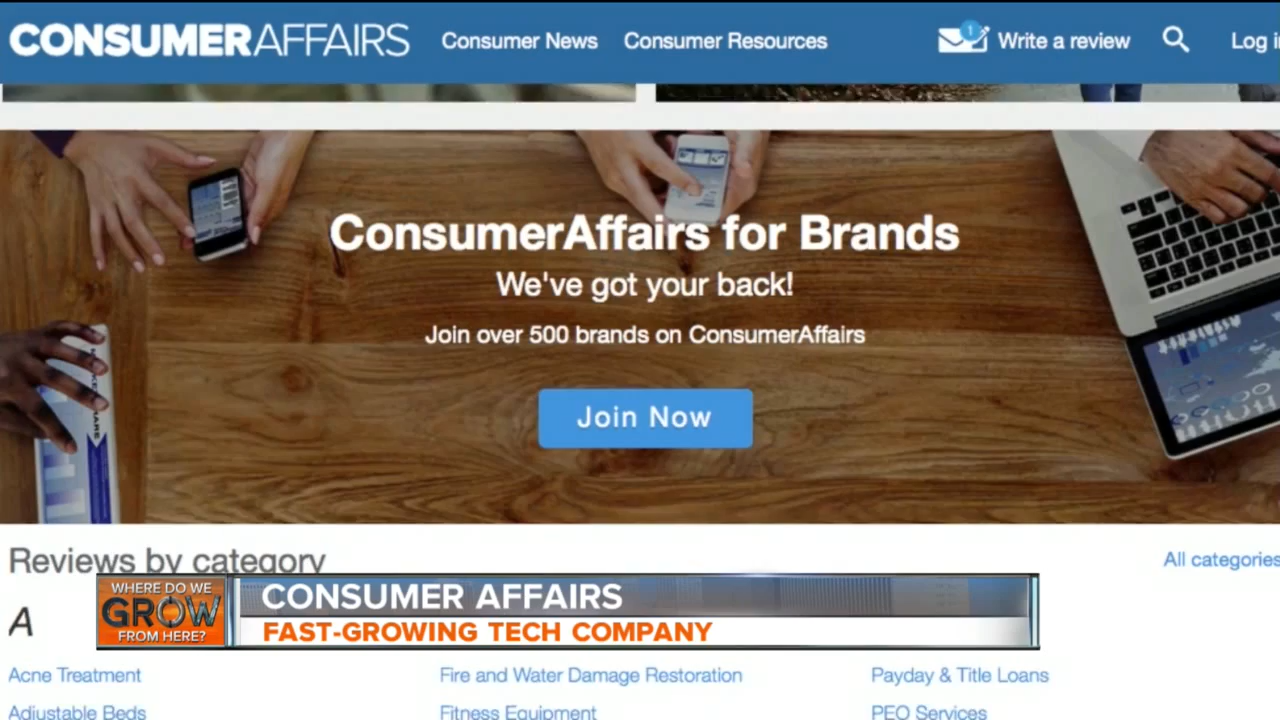 CONSUMERAFFAIRS Consumer News Consumer Resources 1 Write a review
ConsumerAffairs for Brands
We've got your back!
Join over 500 brands on ConsumerAffairs
Join Now
Reviews by category
All categories
WHERE DO WE
GROW
FROM HERE?
CONSUMER AFFAIRS
FAST-GROWING TECH COMPANY
A
Acne Treatment
Fire and Water Damage Restoration
Payday & Title Loans
Adjustable Beds
Fitness Equipment
PEO Services